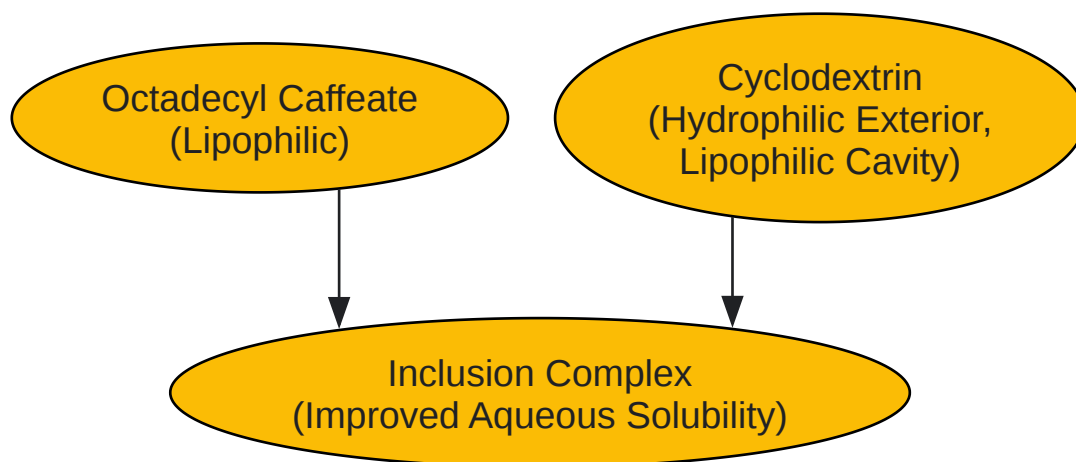 Octadecyl Caffeate
(Lipophilic)
Cyclodextrin
(Hydrophilic Exterior,
Lipophilic Cavity)
Inclusion Complex
(Improved Aqueous Solubility)